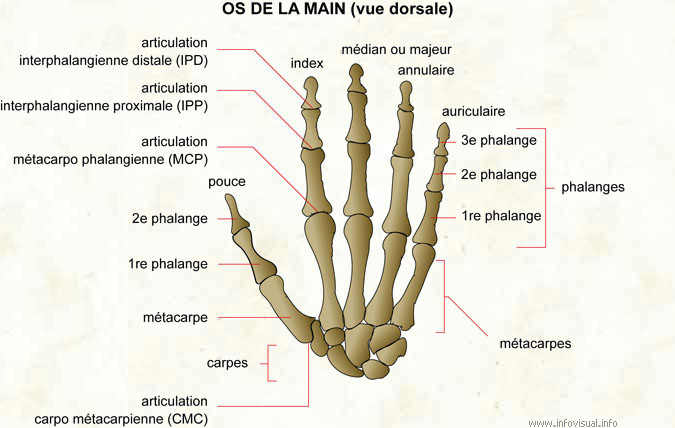 OS DE LA MAIN (vue dorsale)
articulation
interphalangienne distale (IPD)
articulation
interphalangienne proximale (IPP)
articulation
métacarpo phalangienne (MCP)
pouce
2e phalange
1re phalange
métacarpe
carpes
articulation
carpo métacarpienne (CMC)
index
médian ou majeur
annulaire
auriculaire
3e phalange
2e phalange
1re phalange
phalanges
métacarpes
www.infovisual.info